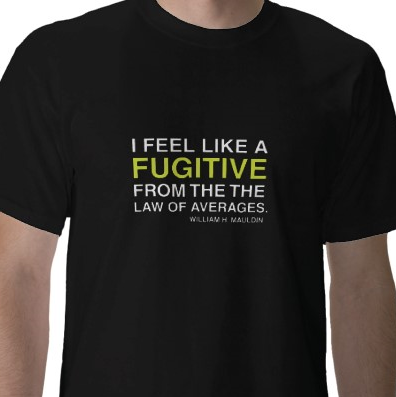 I FEEL LIKE A
FUGITIVE
FROM THE THE
LAW OF AVERAGES.
WILLIAM H. MAULDIN